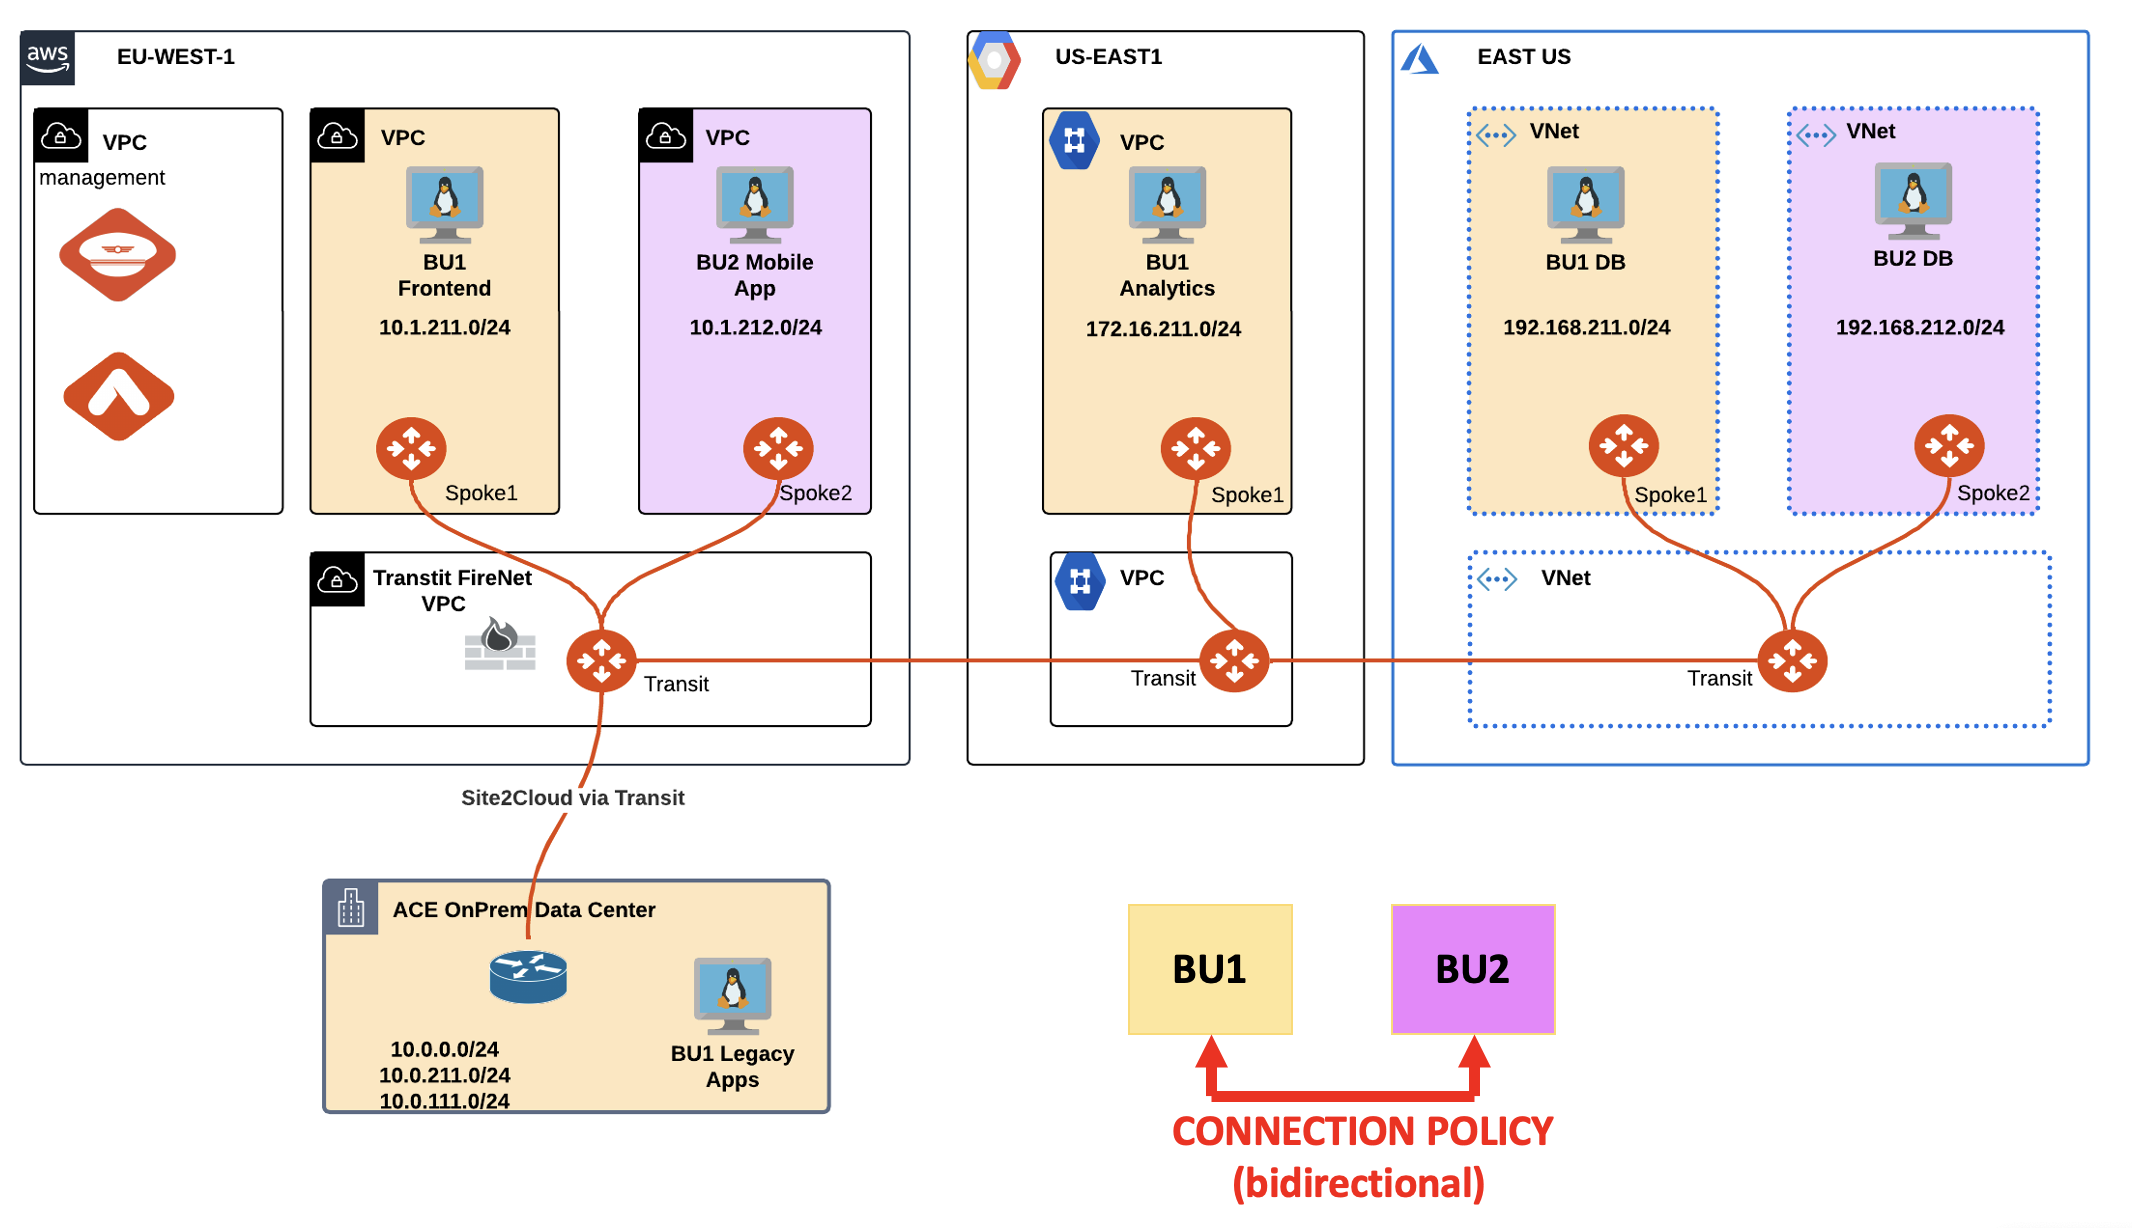 aws
EU-WEST-1
VPC
management
VPC
BU1
Frontend
10.1.211.0/24
Spoke1
VPC
BU2 Mobile
App
10.1.212.0/24
Spoke2
Transtit FireNet
VPC
Transit
US-EAST1
VPC
BU1
Analytics
172.16.211.0/24
Spoke1
VPC
Transit
EAST US
VNet
BU1 DB
192.168.211.0/24
Spoke1
VNet
BU2 DB
192.168.212.0/24
Spoke2
VNet
Transit
Site2Cloud via Transit
ACE OnPrem Data Center
10.0.0.0/24
10.0.211.0/24
10.0.111.0/24
BU1 Legacy
Apps
BU1
BU2
CONNECTION POLICY
(bidirectional)